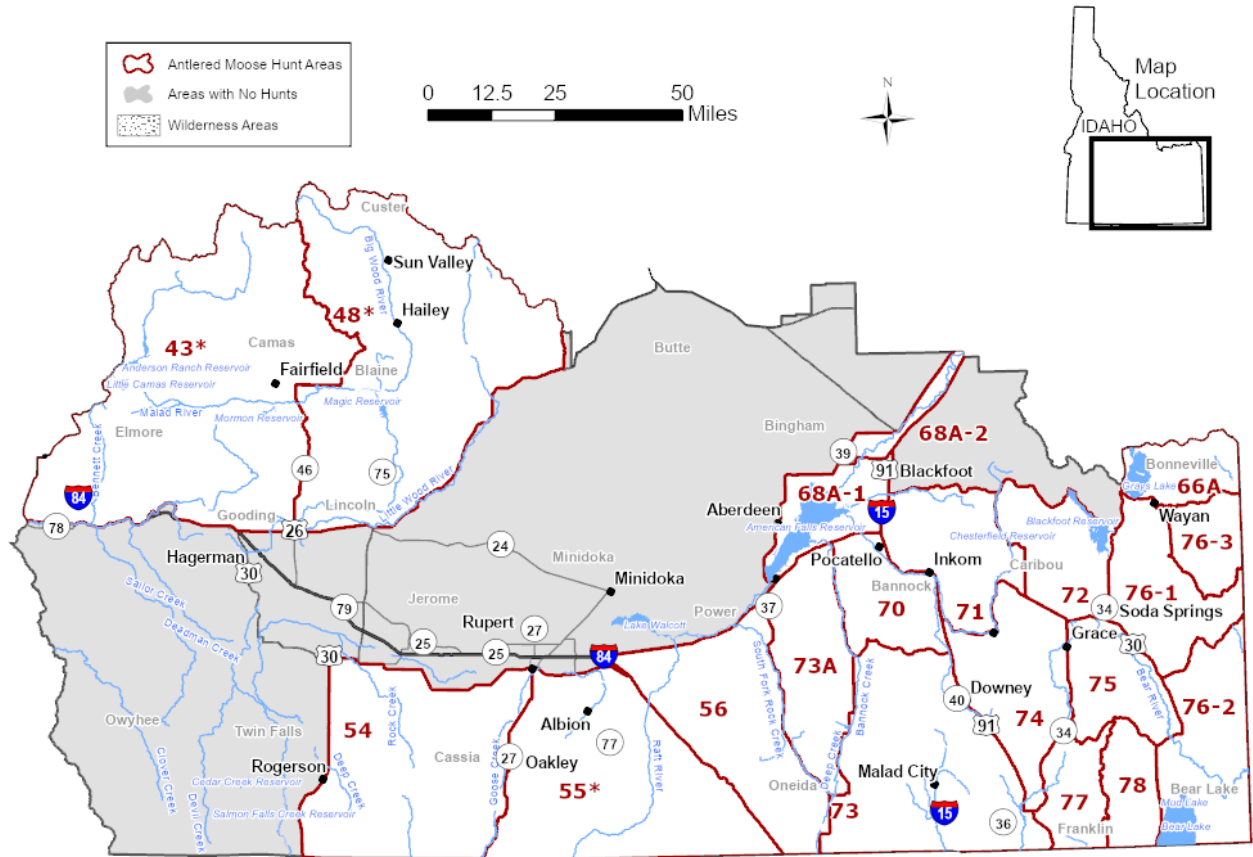 Antlered Moose Hunt Areas
Areas with No Hunts
Wilderness Areas
0 12.5 25 50
Miles
N
Map
Location
IDAHO
Custer
Big Wood River
Sun Valley
48*
Hailey
43*
Camas
Butte
Anderson Ranch Reservoir
Fairfield
Blaine
Little Camas Reservoir
Magic Reservoir
Malad River
Mormon Reservoir
Elmore
Bingham
68A-2
39
Bennett Creek
46
75
91
Blackfoot
Bonneville
66A
Grays Lake
84
Little Wood River
68A-1
Wayan
Lincoln
Aberdeen
15
Blackfoot Reservoir
Gooding
American Falls Reservoir
78
26
Chesterfield Reservoir
76-3
Hagerman
24
Minidoka
Pocatello
Inkom
Caribou
30
Bannock
Sailor Creek
Minidoka
72
76-1
79
Jerome
Power
37
70
71
34
Soda Springs
Deadman Creek
Rupert
27
Lake Walcott
Grace
25
30
25
84
30
South Fork Rock Creek
73A
Bannock Creek
75
Bear River
Owyhee
54
Rock Creek
56
40
Downey
76-2
Twin Falls
Albion
91
74
34
77
Cassia
27
Oakley
Raft River
Rogerson
Deep Creek
Goose Creek
Clover Creek
Cedar Creek Reservoir
55*
Oneida
Deep Creek
Malad City
Bear Lake
Devil Creek
Salmon Falls Creek Reservoir
73
15
77
78
Mud Lake
36
Franklin
Bear Lake